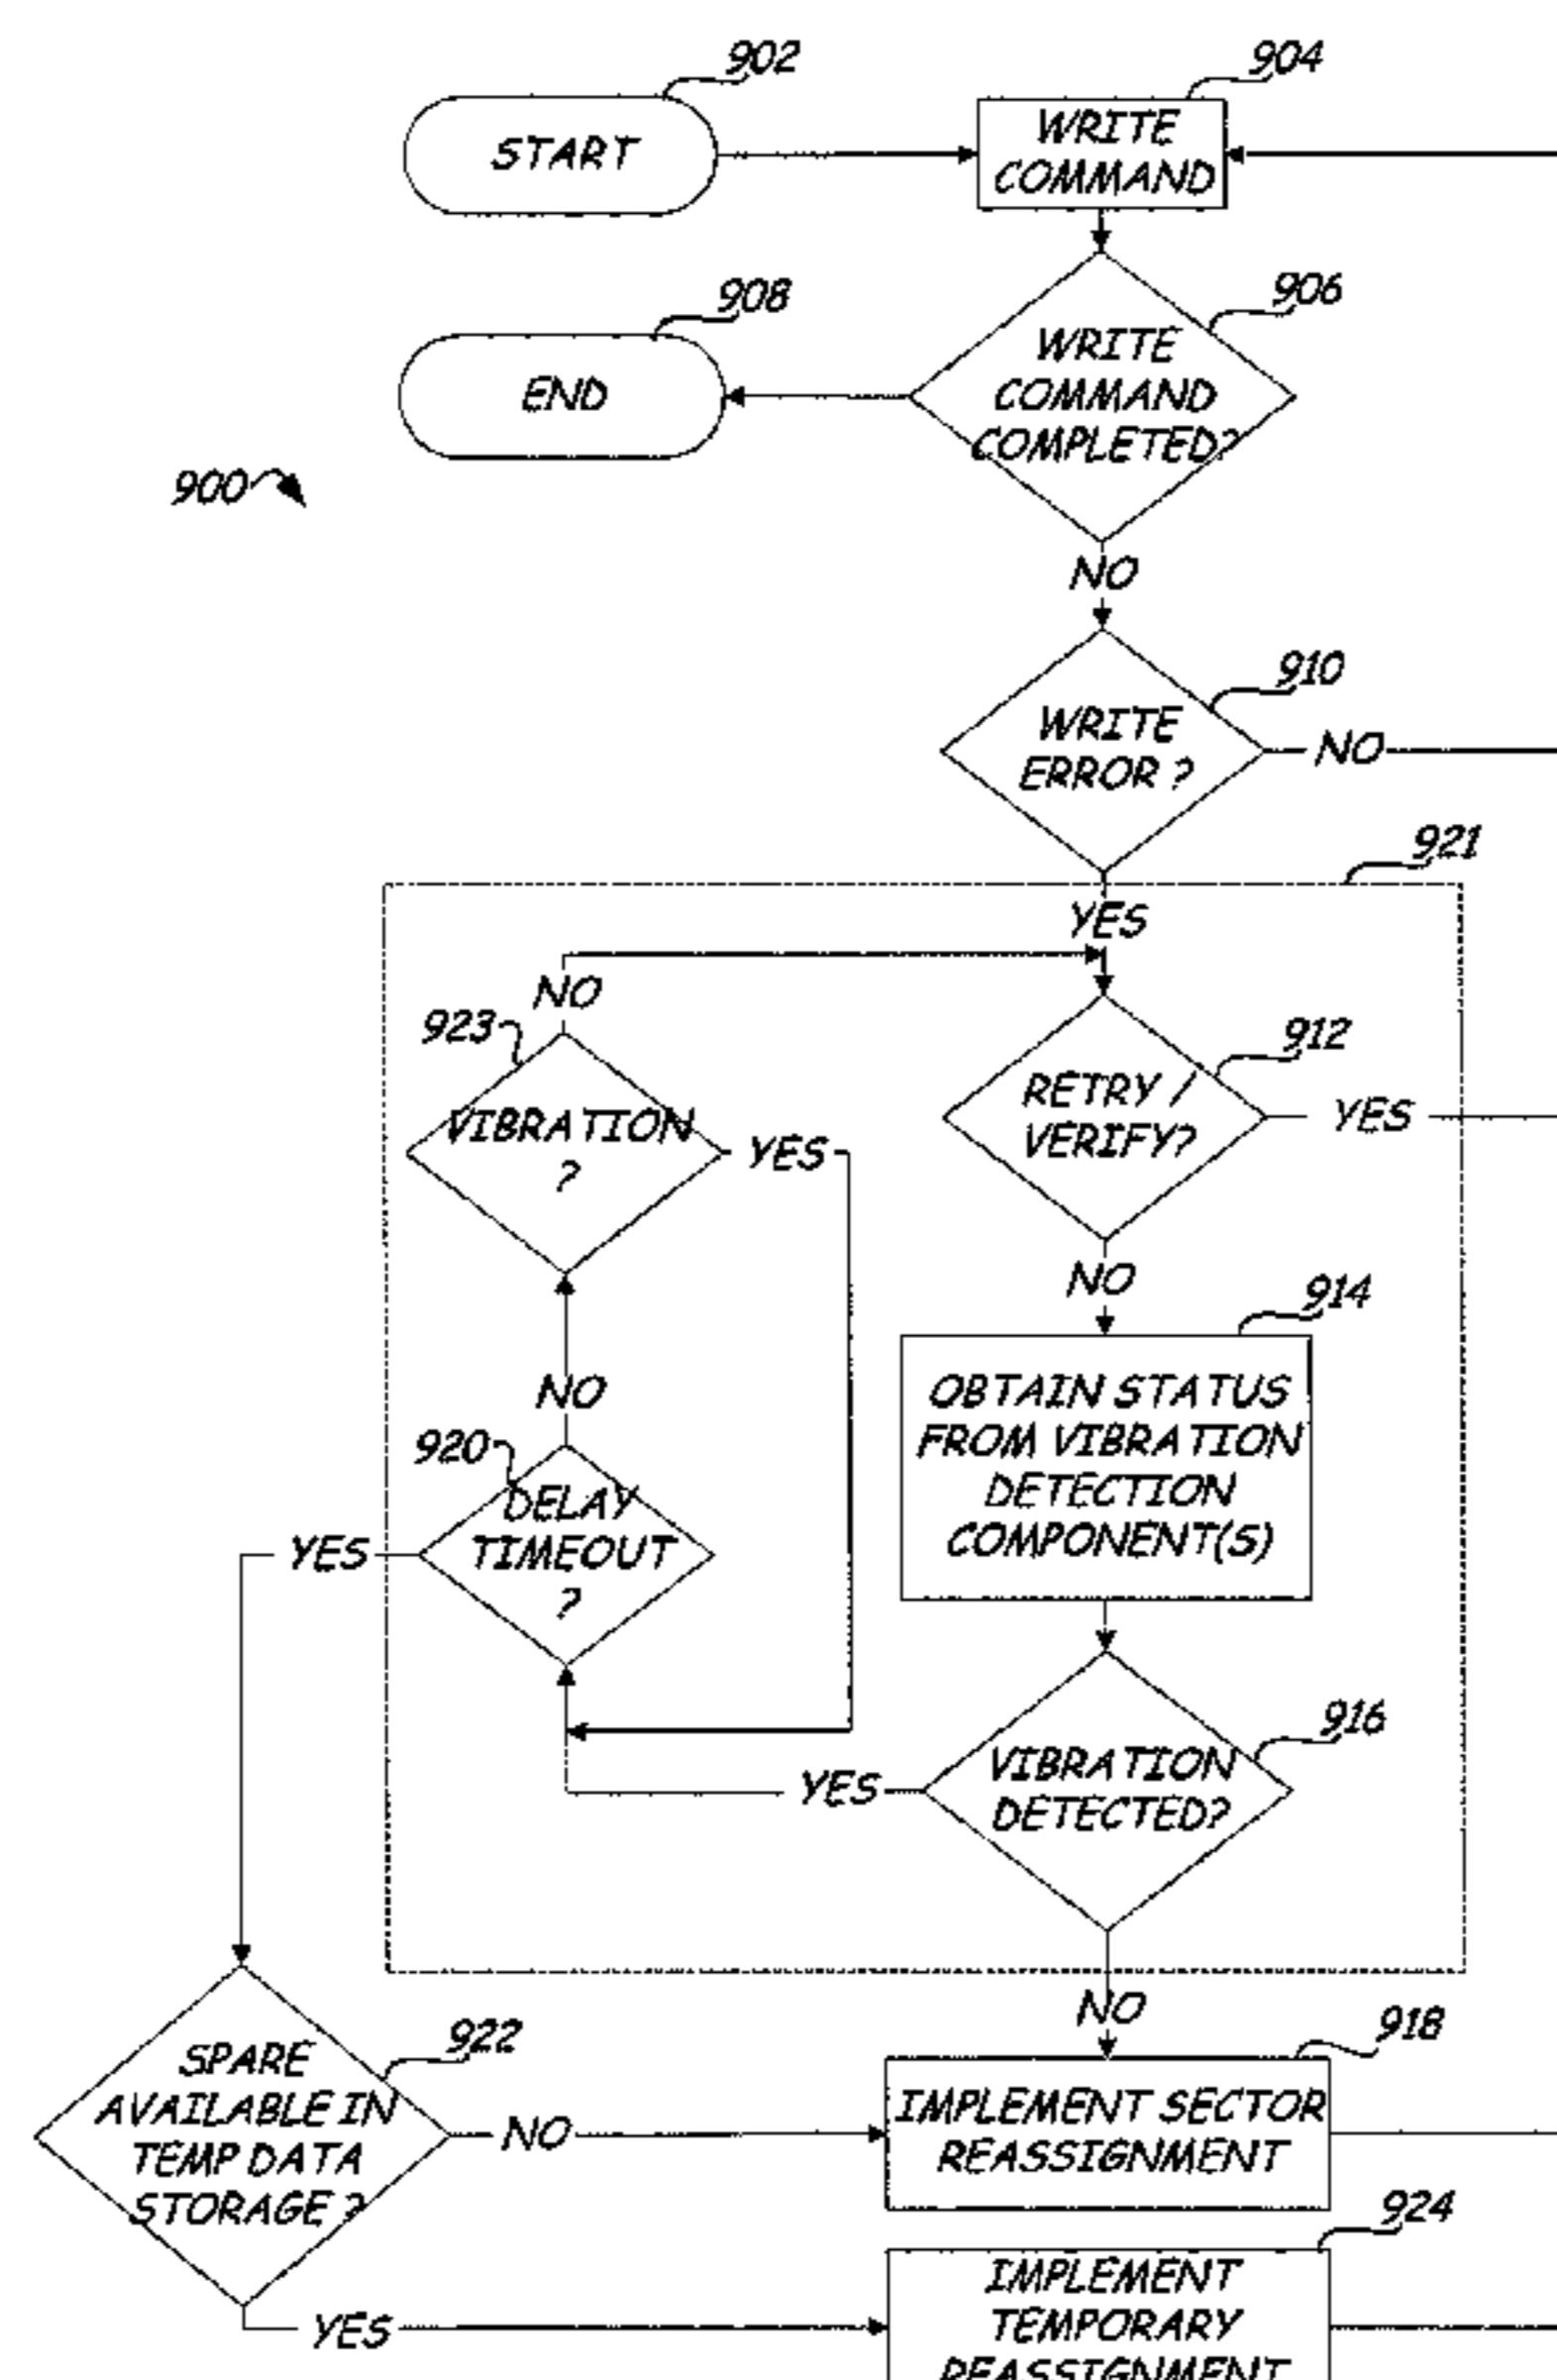 902
904
START
WRITE
COMMAND
908
906
END
WRITE
COMMAND
COMPLETED?
900
NO
910
WRITE
ERROR ?
NO
921
YES
NO
923
912
VIBRATION
?
YES
RETRY /
VERIFY?
YES
NO
914
NO
OBTAIN STATUS
FROM VIBRATION
DETECTION
COMPONENT(S)
920
DELAY
TIMEOUT
?
YES
916
VIBRATION
DETECTED?
YES
NO
918
922
SPARE
AVAILABLE IN
TEMP DATA
STORAGE ?
NO
IMPLEMENT SECTOR
REASSIGNMENT
924
YES
IMPLEMENT
TEMPORARY
REASSIGNMENT